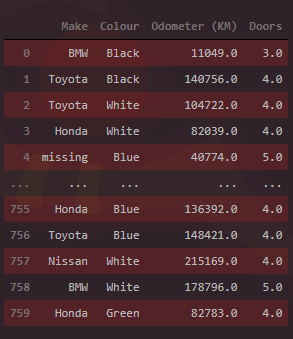 Make Colour Odometer (KM) Doors
0 BMW Black 11049.0 3.0
1 Toyota Black 140756.0 4.0
2 Toyota White 104722.0 4.0
3 Honda White 82039.0 4.0
4 missing Blue 40774.0 5.0
... ... ... ... ...
755 Honda Blue 136392.0 4.0
756 Toyota Blue 148421.0 4.0
757 Nissan White 215169.0 4.0
758 BMW White 178796.0 5.0
759 Honda Green 82783.0 4.0